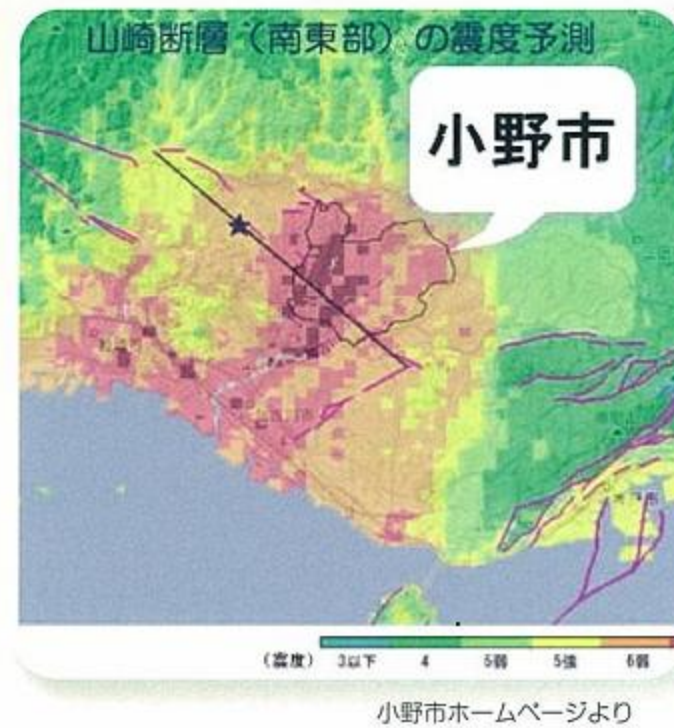 山崎断層（南東部）の震度予測
小野市
（震度） 3以下 4 5弱 5強 6弱
小野市ホームページより